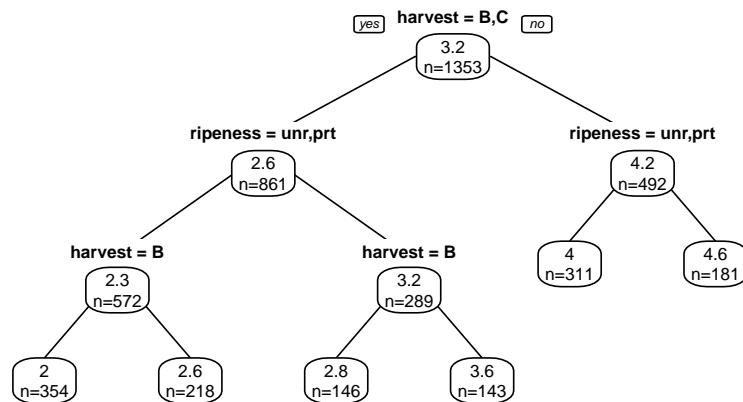 harvest = B,C
yes
no
3.2
n=1353
ripeness = unr,prt
ripeness = unr,prt
2.6
n=861
4.2
n=492
harvest = B
harvest = B
4
n=311
4.6
n=181
2.3
n=572
3.2
n=289
2
n=354
2.6
n=218
2.8
n=146
3.6
n=143